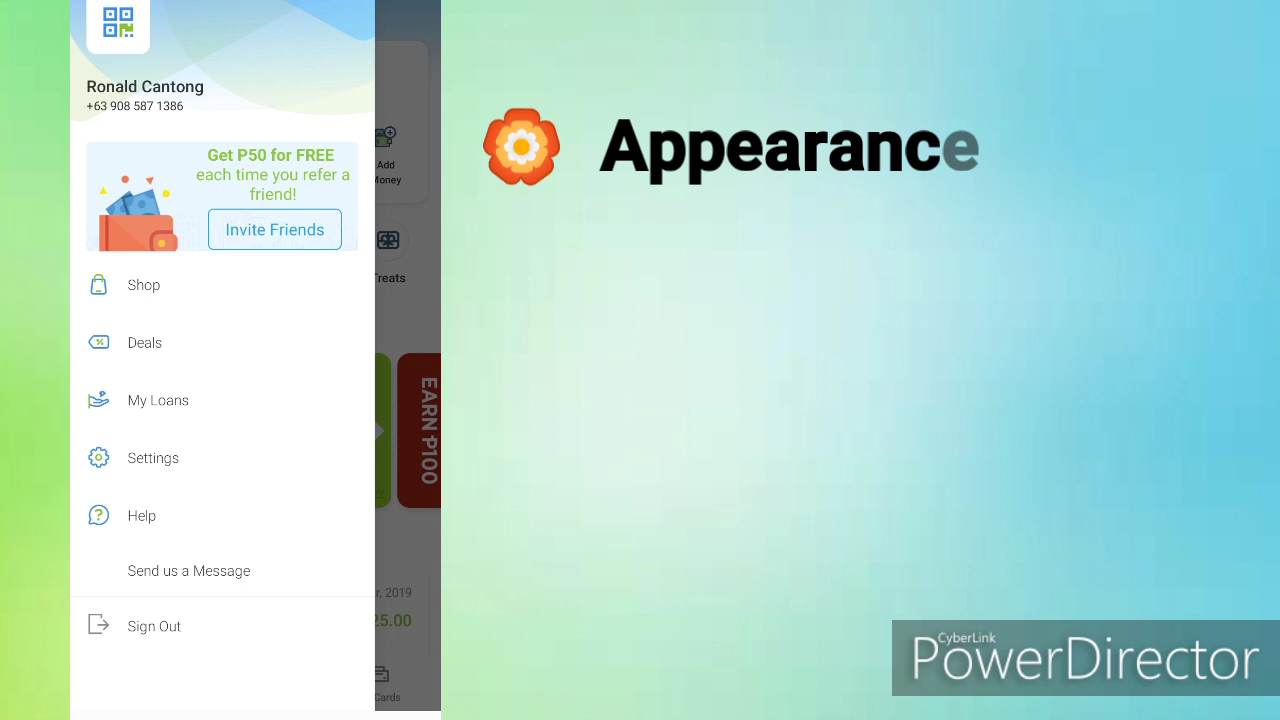 Ronald Cantong
+63 908 587 1386
Get P50 for FREE
each time you refer a
friend!
Invite Friends
Shop
Deals
My Loans
Settings
Help
Send us a Message
Sign Out
Add
Money
Treats
EARN ₱100
r, 2019
25.00
Cards
Appearance
CyberLink
PowerDirector